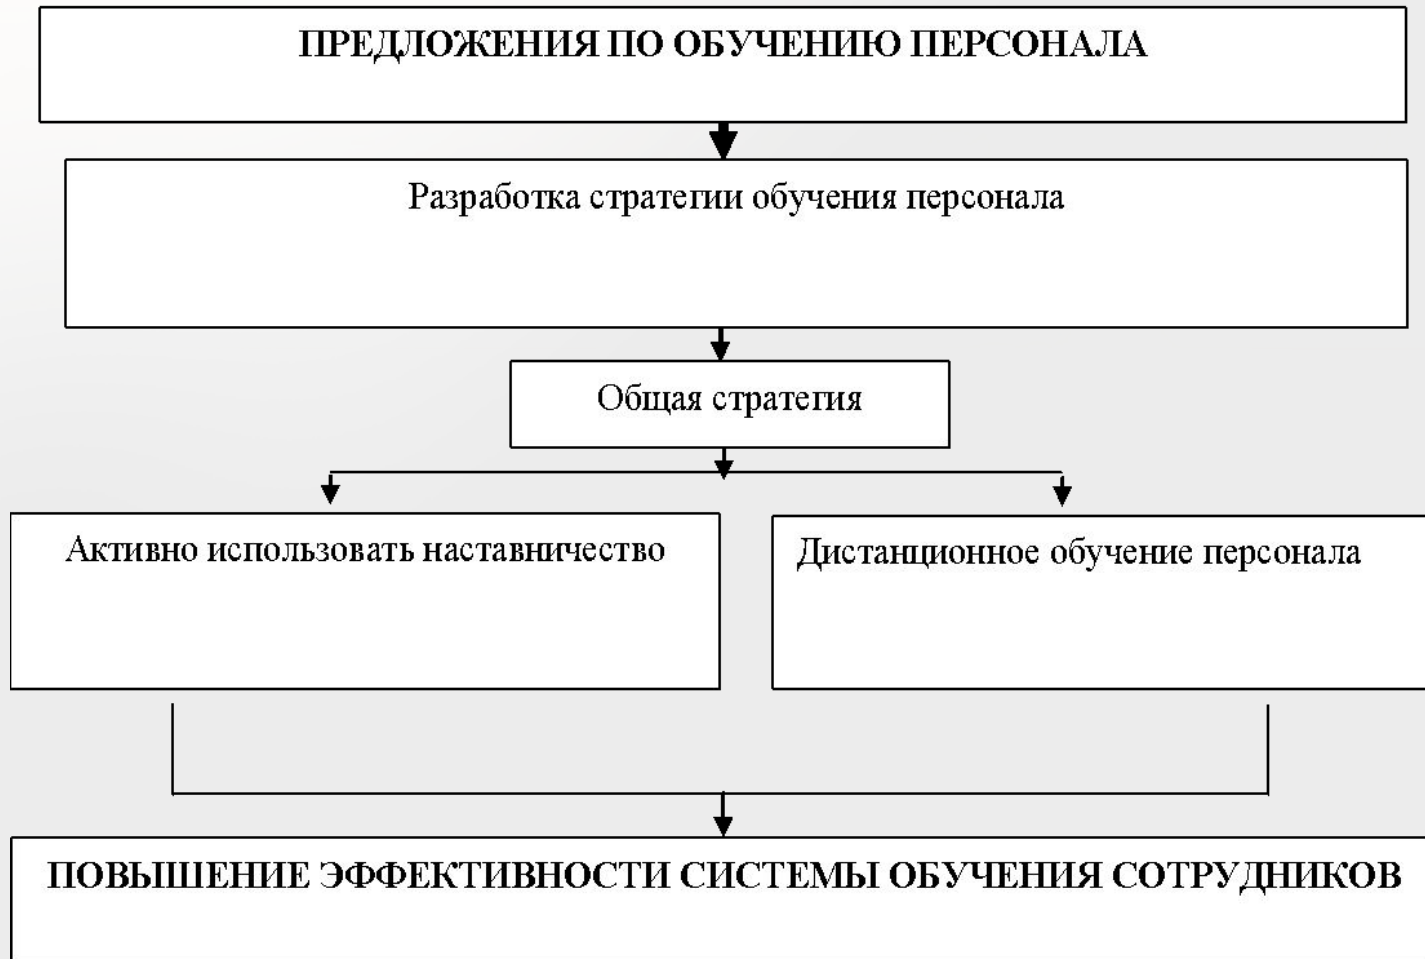 ПРЕДЛОЖЕНИЯ ПО ОБУЧЕНИЮ ПЕРСОНАЛА
Разработка стратегии обучения персонала
Общая стратегия
Активно использовать наставничество
Дистанционное обучение персонала
ПОВЫШЕНИЕ ЭФФЕКТИВНОСТИ СИСТЕМЫ ОБУЧЕНИЯ СОТРУДНИКОВ